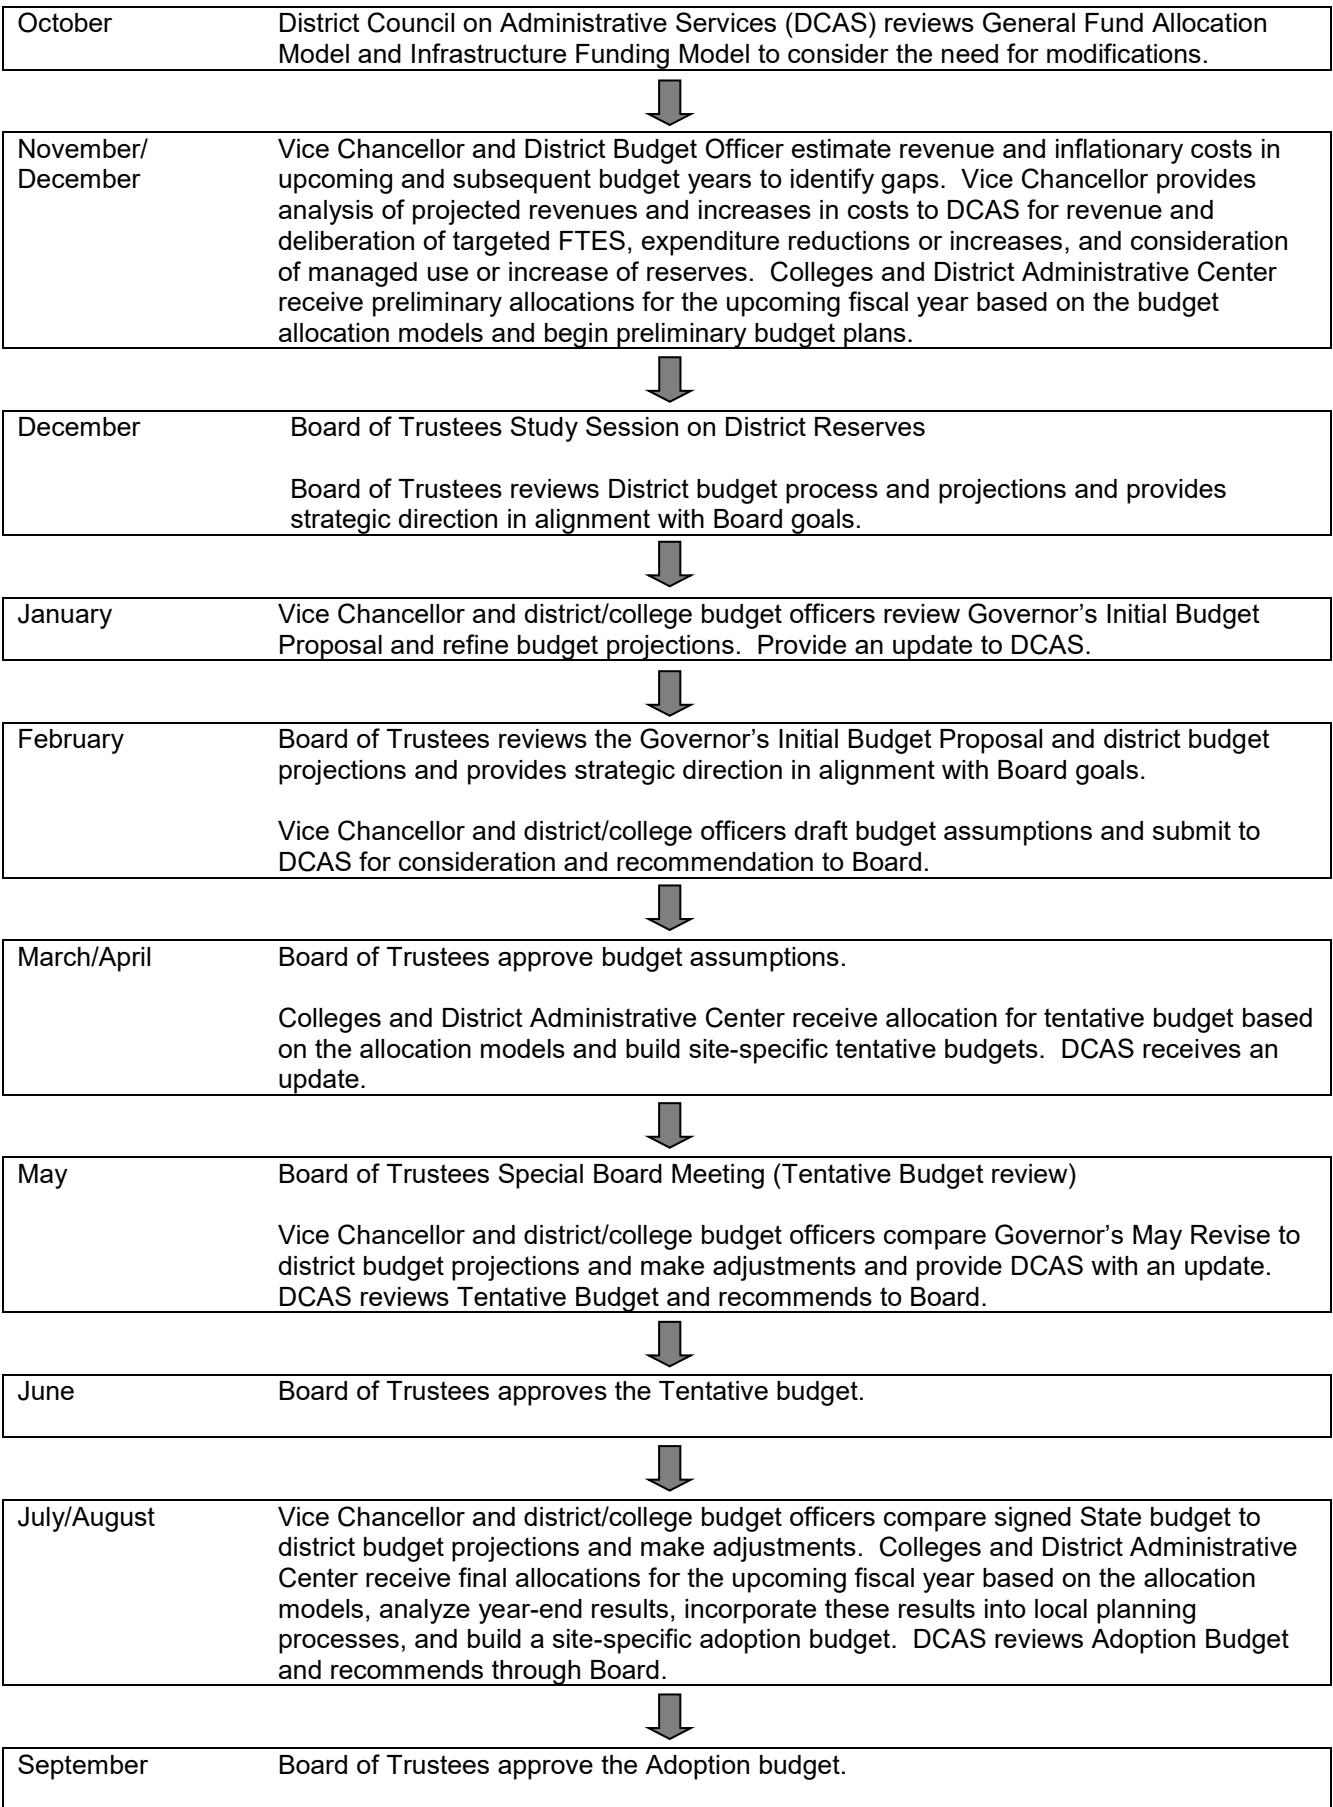 October
District Council on Administrative Services (DCAS) reviews General Fund Allocation
Model and Infrastructure Funding Model to consider the need for modifications.
November/
December
Vice Chancellor and District Budget Officer estimate revenue and inflationary costs in
upcoming and subsequent budget years to identify gaps.  Vice Chancellor provides
analysis of projected revenues and increases in costs to DCAS for revenue and
deliberation of targeted FTES, expenditure reductions or increases, and consideration
of managed use or increase of reserves.  Colleges and District Administrative Center
receive preliminary allocations for the upcoming fiscal year based on the budget
allocation models and begin preliminary budget plans.
December
Board of Trustees Study Session on District Reserves
Board of Trustees reviews District budget process and projections and provides
strategic direction in alignment with Board goals.
January
Vice Chancellor and district/college budget officers review Governor’s Initial Budget
Proposal and refine budget projections.  Provide an update to DCAS.
February
Board of Trustees reviews the Governor’s Initial Budget Proposal and district budget
projections and provides strategic direction in alignment with Board goals.
Vice Chancellor and district/college officers draft budget assumptions and submit to
DCAS for consideration and recommendation to Board.
March/April
Board of Trustees approve budget assumptions.
Colleges and District Administrative Center receive allocation for tentative budget based
on the allocation models and build site-specific tentative budgets.  DCAS receives an
update.
May
Board of Trustees Special Board Meeting (Tentative Budget review)
Vice Chancellor and district/college budget officers compare Governor’s May Revise to
district budget projections and make adjustments and provide DCAS with an update.
DCAS reviews Tentative Budget and recommends to Board.
June
Board of Trustees approves the Tentative budget.
July/August
Vice Chancellor and district/college budget officers compare signed State budget to
district budget projections and make adjustments.  Colleges and District Administrative
Center receive final allocations for the upcoming fiscal year based on the allocation
models, analyze year-end results, incorporate these results into local planning
processes, and build a site-specific adoption budget.  DCAS reviews Adoption Budget
and recommends through Board.
September
Board of Trustees approve the Adoption budget.